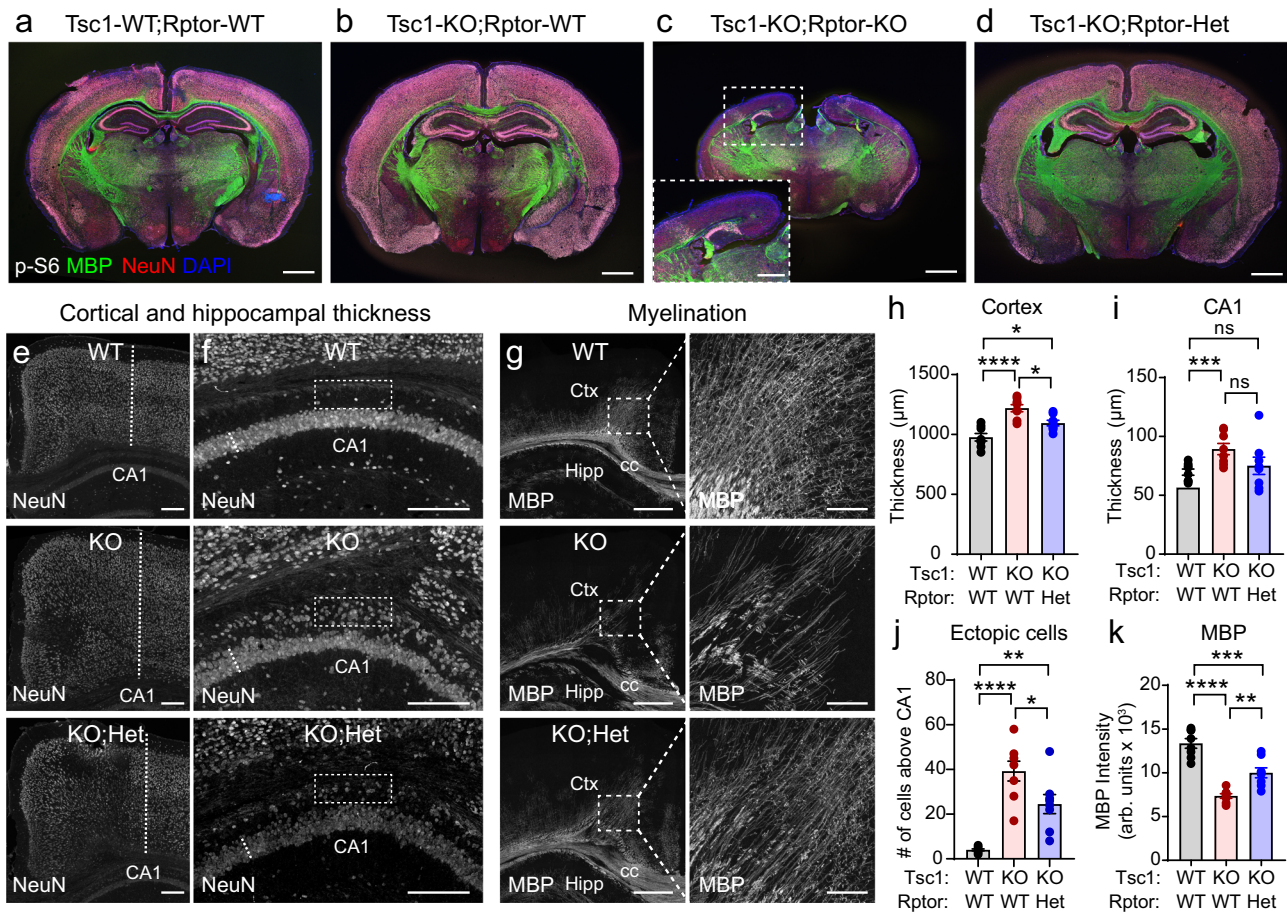 a Tsc1-WT;Rptor-WT
b Tsc1-KO;Rptor-WT
c Tsc1-KO;Rptor-KO
d Tsc1-KO;Rptor-Het
p-S6 MBP NeuN DAPI
Cortical and hippocampal thickness
Myelination
e WT
CA1
NeuN
f WT
CA1
NeuN
g WT
Ctx
Hipp
cc
MBP
MBP
KO
CA1
NeuN
KO
CA1
NeuN
KO
Ctx
Hipp
cc
MBP
MBP
KO;Het
CA1
NeuN
KO;Het
CA1
NeuN
KO;Het
Ctx
Hipp
cc
MBP
MBP
h Cortex
*
**** *
Thickness (µm)
1500
1000
500
0
Tsc1: WT KO KO
Rptor: WT WT Het
i CA1
ns
*** ns
Thickness (µm)
150
100
50
0
WT KO KO
WT WT Het
j Ectopic cells
**
**** *
# of cells above CA1
80
60
40
20
0
Tsc1: WT KO KO
Rptor: WT WT Het
k MBP
***
**** **
MBP Intensity
(arb. units x 10³)
20
15
10
5
0
WT KO KO
WT WT Het